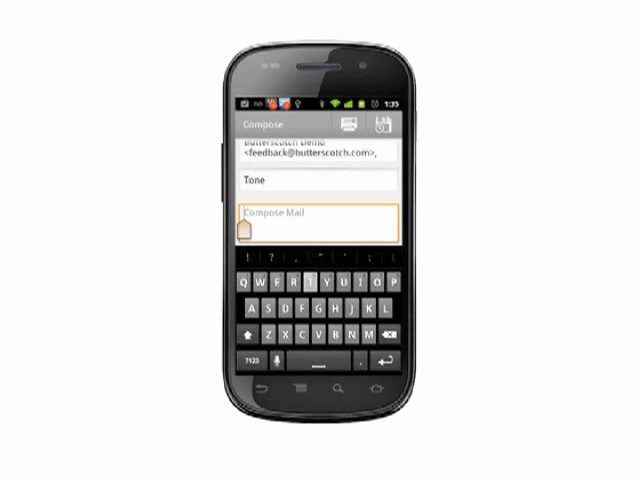 1:35
Compose
Butterscotch Demo
<feedback@butterscotch.com>,
Tone
Compose Mail
! ? , " ' : ; (
Q W E R T Y U I O P
A S D F G H J K L
Z X C V B N M
?123 .